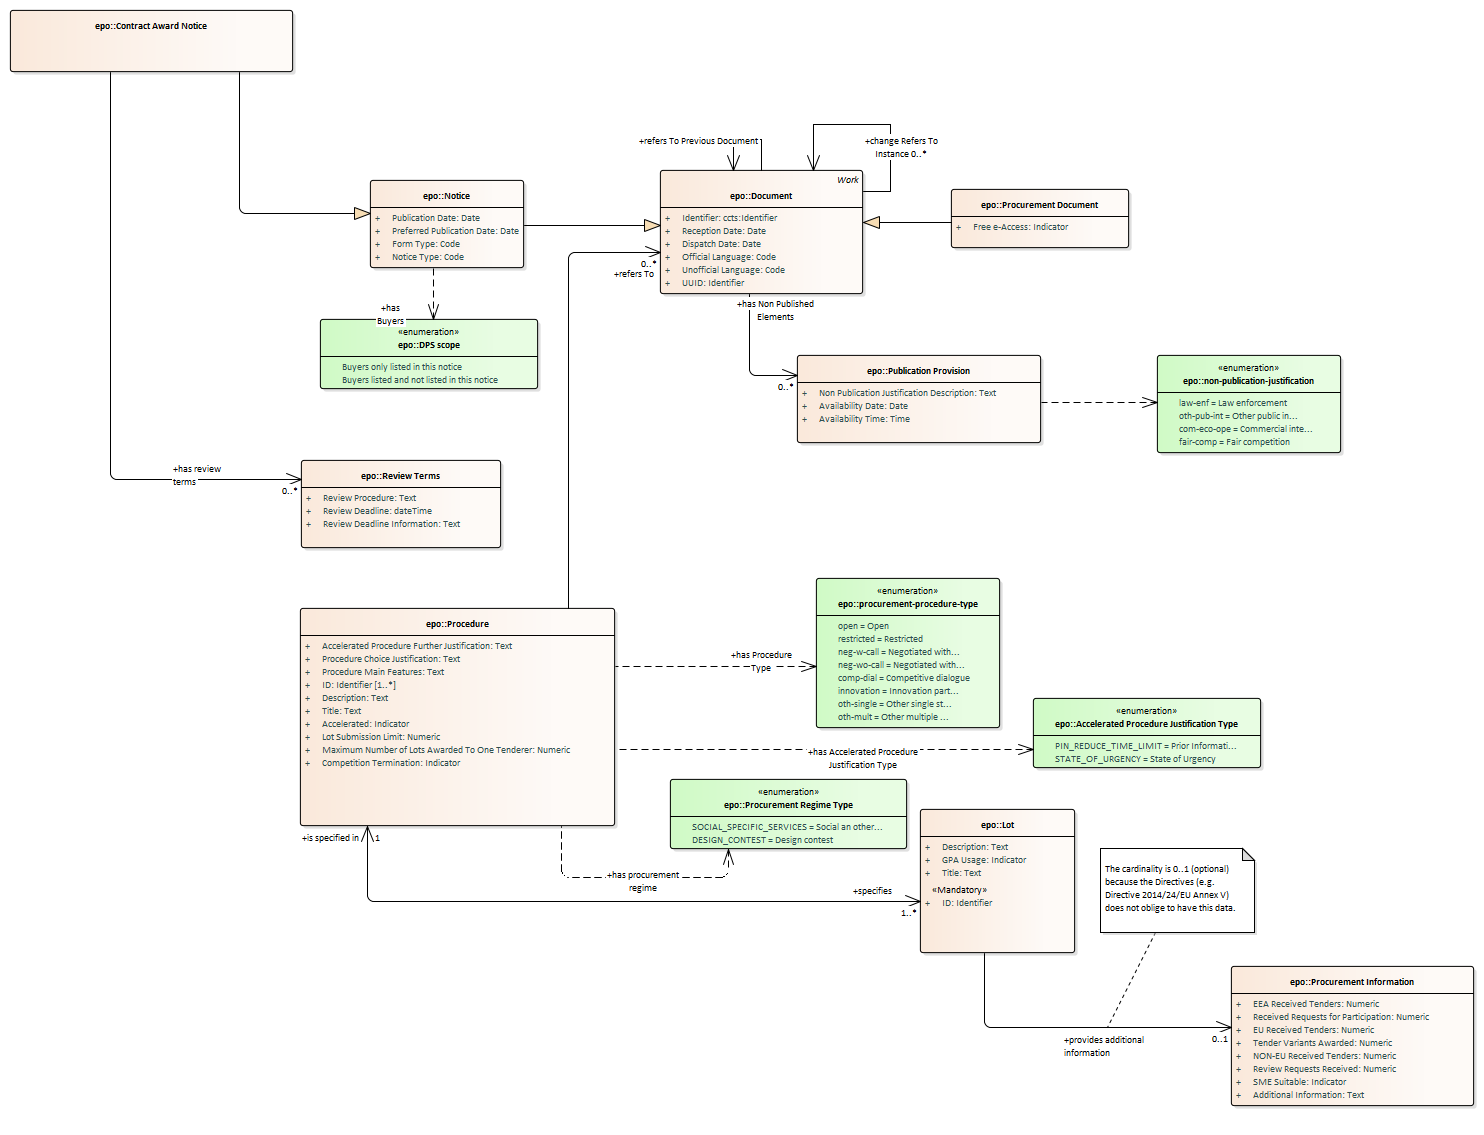 epo::Contract Award Notice
+refers To Previous Document
+change Refers To
Instance 0..*
epo::Notice
+ Publication Date: Date
+ Preferred Publication Date: Date
+ Form Type: Code
+ Notice Type: Code
Work
epo::Document
+ Identifier: ccts:Identifier
+ Reception Date: Date
+ Dispatch Date: Date
+ Official Language: Code
+ Unofficial Language: Code
+ UUID: Identifier
epo::Procurement Document
+ Free e-Access: Indicator
0..*
+refers To
+has
Buyers
«enumeration»
epo::DPS scope
Buyers only listed in this notice
Buyers listed and not listed in this notice
+has Non Published
Elements
0..*
epo::Publication Provision
+ Non Publication Justification Description: Text
+ Availability Date: Date
+ Availability Time: Time
«enumeration»
epo::non-publication-justification
law-enf = Law enforcement
oth-pub-int = Other public in...
com-eco-ope = Commercial inte...
fair-comp = Fair competition
+has review
terms
0..*
epo::Review Terms
+ Review Procedure: Text
+ Review Deadline: dateTime
+ Review Deadline Information: Text
epo::Procedure
+ Accelerated Procedure Further Justification: Text
+ Procedure Choice Justification: Text
+ Procedure Main Features: Text
+ ID: Identifier [1..*]
+ Description: Text
+ Title: Text
+ Accelerated: Indicator
+ Lot Submission Limit: Numeric
+ Maximum Number of Lots Awarded To One Tenderer: Numeric
+ Competition Termination: Indicator
+has Procedure
Type
«enumeration»
epo::procurement-procedure-type
open = Open
restricted = Restricted
neg-w-call = Negotiated with...
neg-wo-call = Negotiated with...
comp-dial = Competitive dialogue
innovation = Innovation part...
oth-single = Other single st...
oth-mult = Other multiple ...
+has Accelerated Procedure
Justification Type
«enumeration»
epo::Accelerated Procedure Justification Type
PIN_REDUCE_TIME_LIMIT = Prior Informati...
STATE_OF_URGENCY = State of Urgency
«enumeration»
epo::Procurement Regime Type
SOCIAL_SPECIFIC_SERVICES = Social an other...
DESIGN_CONTEST = Design contest
+is specified in
1
+has procurement
regime
+specifies
1..*
epo::Lot
+ Description: Text
+ GPA Usage: Indicator
+ Title: Text
«Mandatory»
+ ID: Identifier
The cardinality is 0..1 (optional)
because the Directives (e.g.
Directive 2014/24/EU Annex V)
does not oblige to have this data.
+provides additional
information
0..1
epo::Procurement Information
+ EEA Received Tenders: Numeric
+ Received Requests for Participation: Numeric
+ EU Received Tenders: Numeric
+ Tender Variants Awarded: Numeric
+ NON-EU Received Tenders: Numeric
+ Review Requests Received: Numeric
+ SME Suitable: Indicator
+ Additional Information: Text